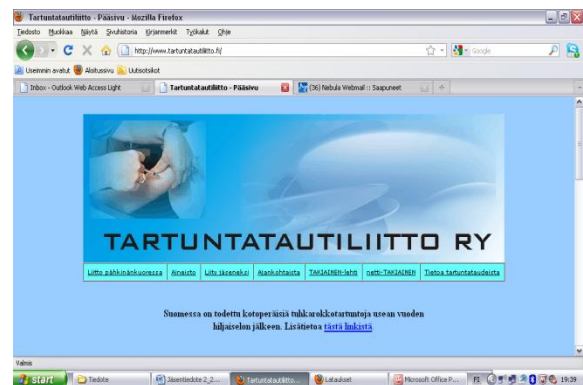 Tartuntatautiliitto - Pääsivu - Mozilla Firefox
Tiedosto Muokkaa Näytä Sivuhistoria Kirjanmerkit Työkalut Ohje
http://www.tartuntatautiliitto.fi/
Google
Useimmin avatut Aloitussivu Uutisotsikot
Inbox - Outlook Web Access Light
Tartuntatautiliitto - Pääsivu
(36) Nebula Webmail :: Saapuneet
TARTUNTATAUTILIITTO RY
Liitto pähkinänkuoressa Aineisto Liity jäseneksi Ajankohtaista TAKIAINEN-lehti netti-TAKIAINEN Tietoa tartuntataudeista
Suomessa on todettu kotoperäisiä tuhkarokkotartuntoja usean vuoden
hiljaiselon jälkeen. Lisätietoa tästä linkistä
Valmis
start Tiedote Jäsentiedote 2_2... Tartuntatautiliitto... Lataukset Microsoft Office P... FI 19:39